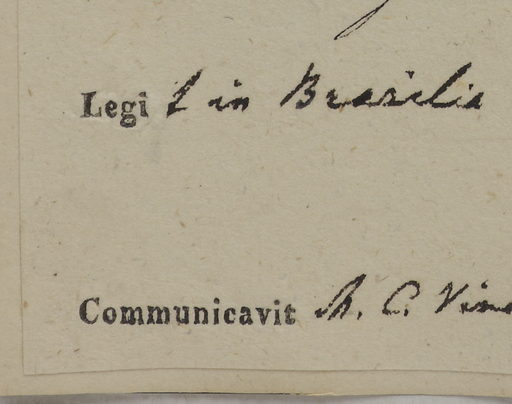 Legi t in Brasilia
Communicavit M. C.